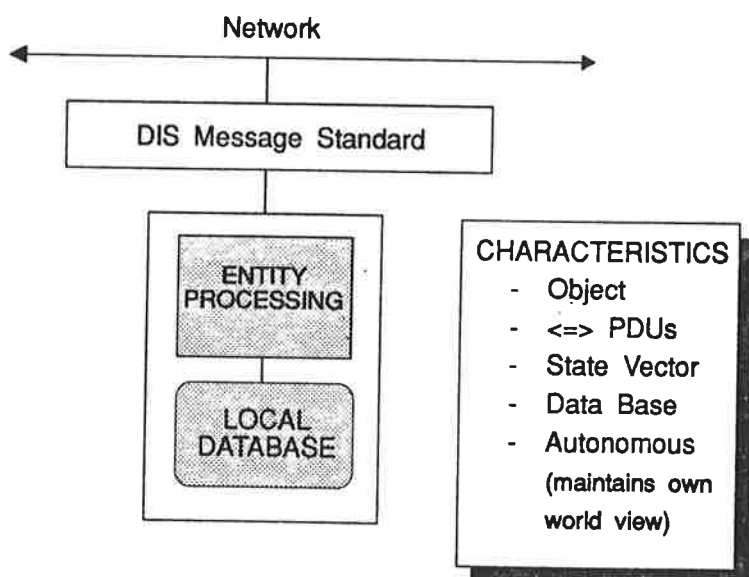 Network
DIS Message Standard
ENTITY
PROCESSING
LOCAL
DATABASE
CHARACTERISTICS
- Object
- <=> PDUs
- State Vector
- Data Base
- Autonomous
(maintains own
world view)